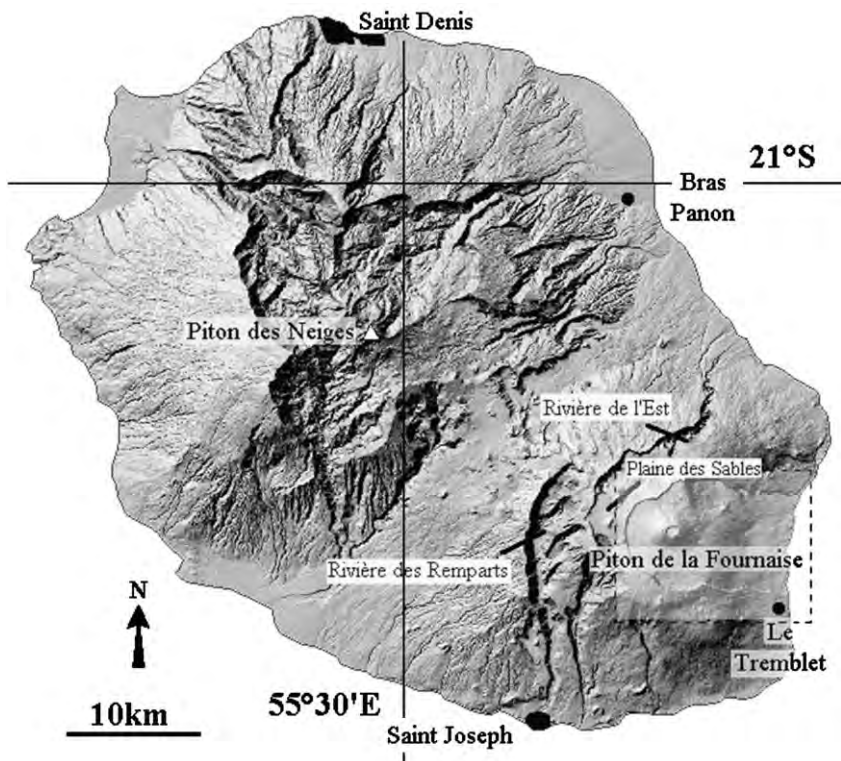 Saint Denis
21°S
Bras
Panon
Piton des Neiges
Rivière de l'Est
Plaine des Sables
Piton de la Fournaise
Rivière des Remparts
N
Le
Tremblet
10km
55°30'E
Saint Joseph